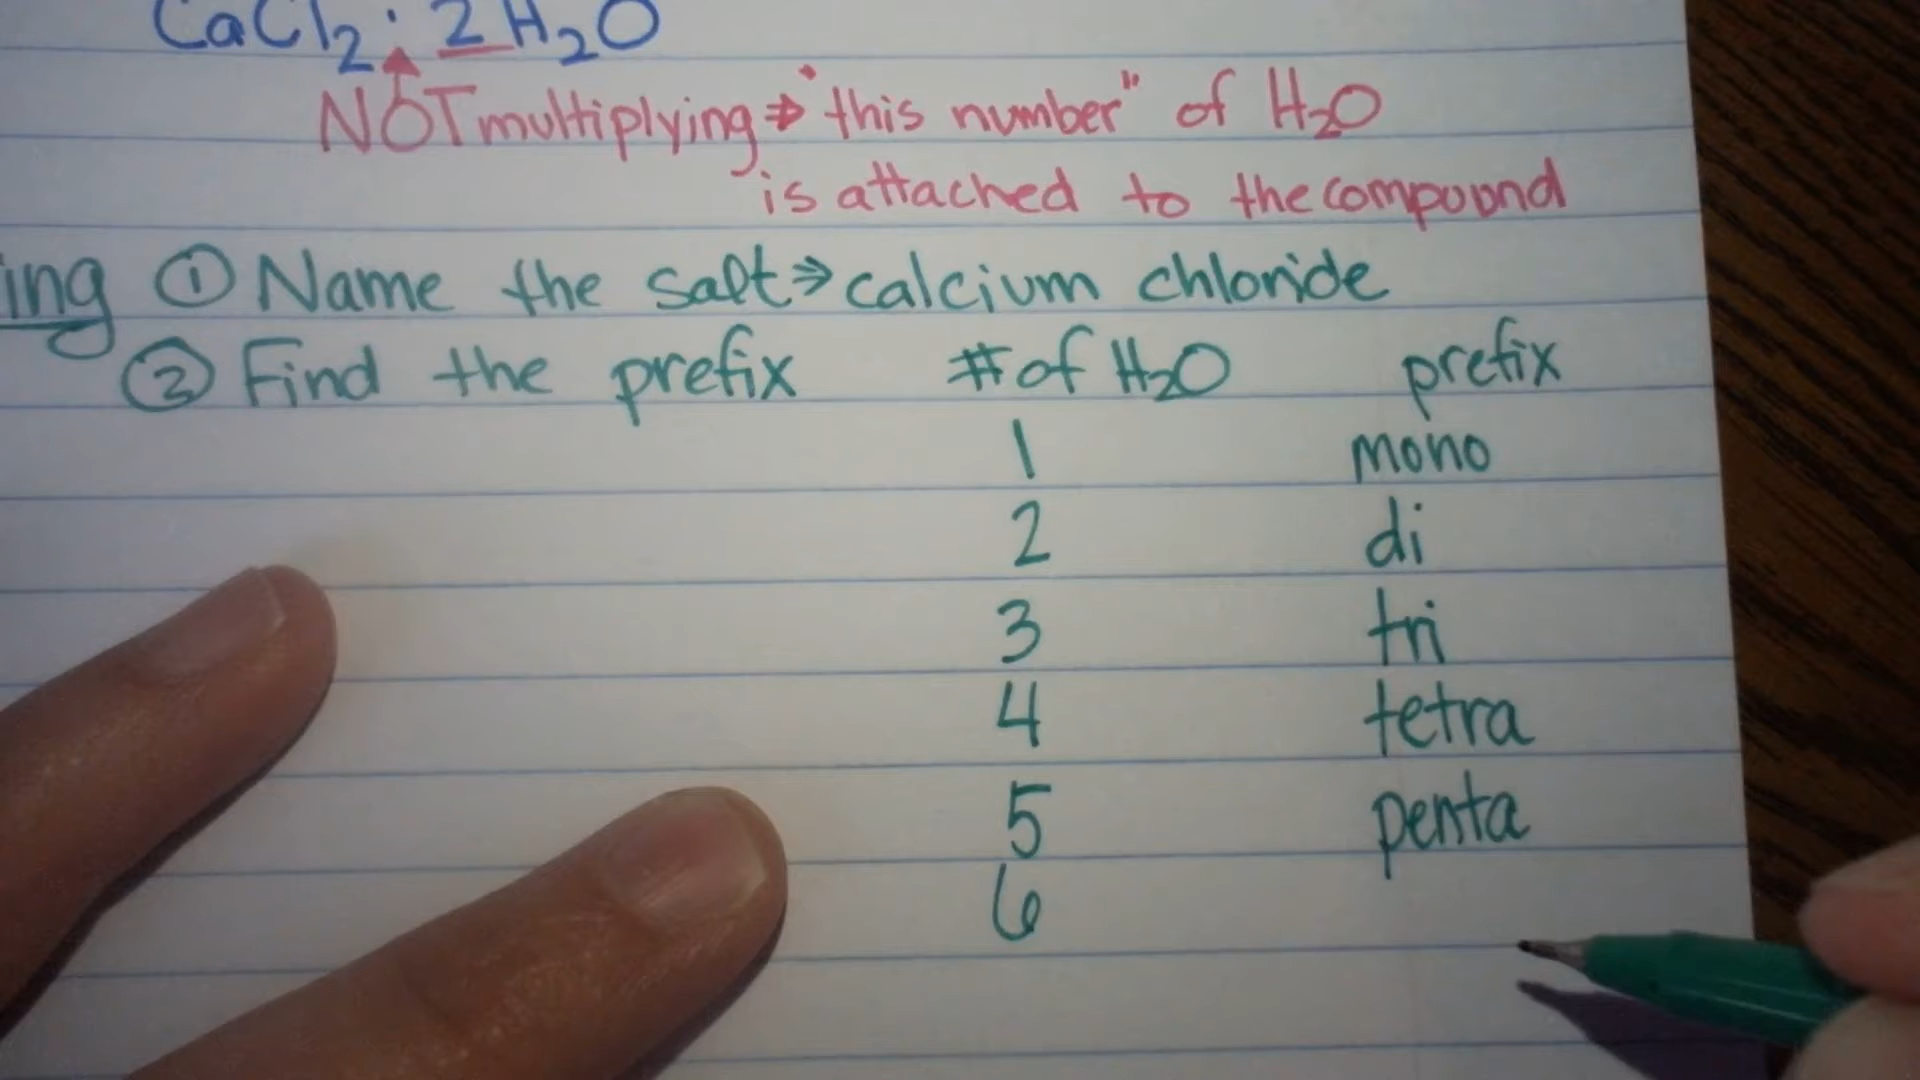 CaCl₂ · 2H₂O
NOT multiplying ⇒ "this number" of H₂O
is attached to the compound
ing ① Name the salt ⇒ calcium chloride
② Find the prefix # of H₂O prefix
1 mono
2 di
3 tri
4 tetra
5 penta
6